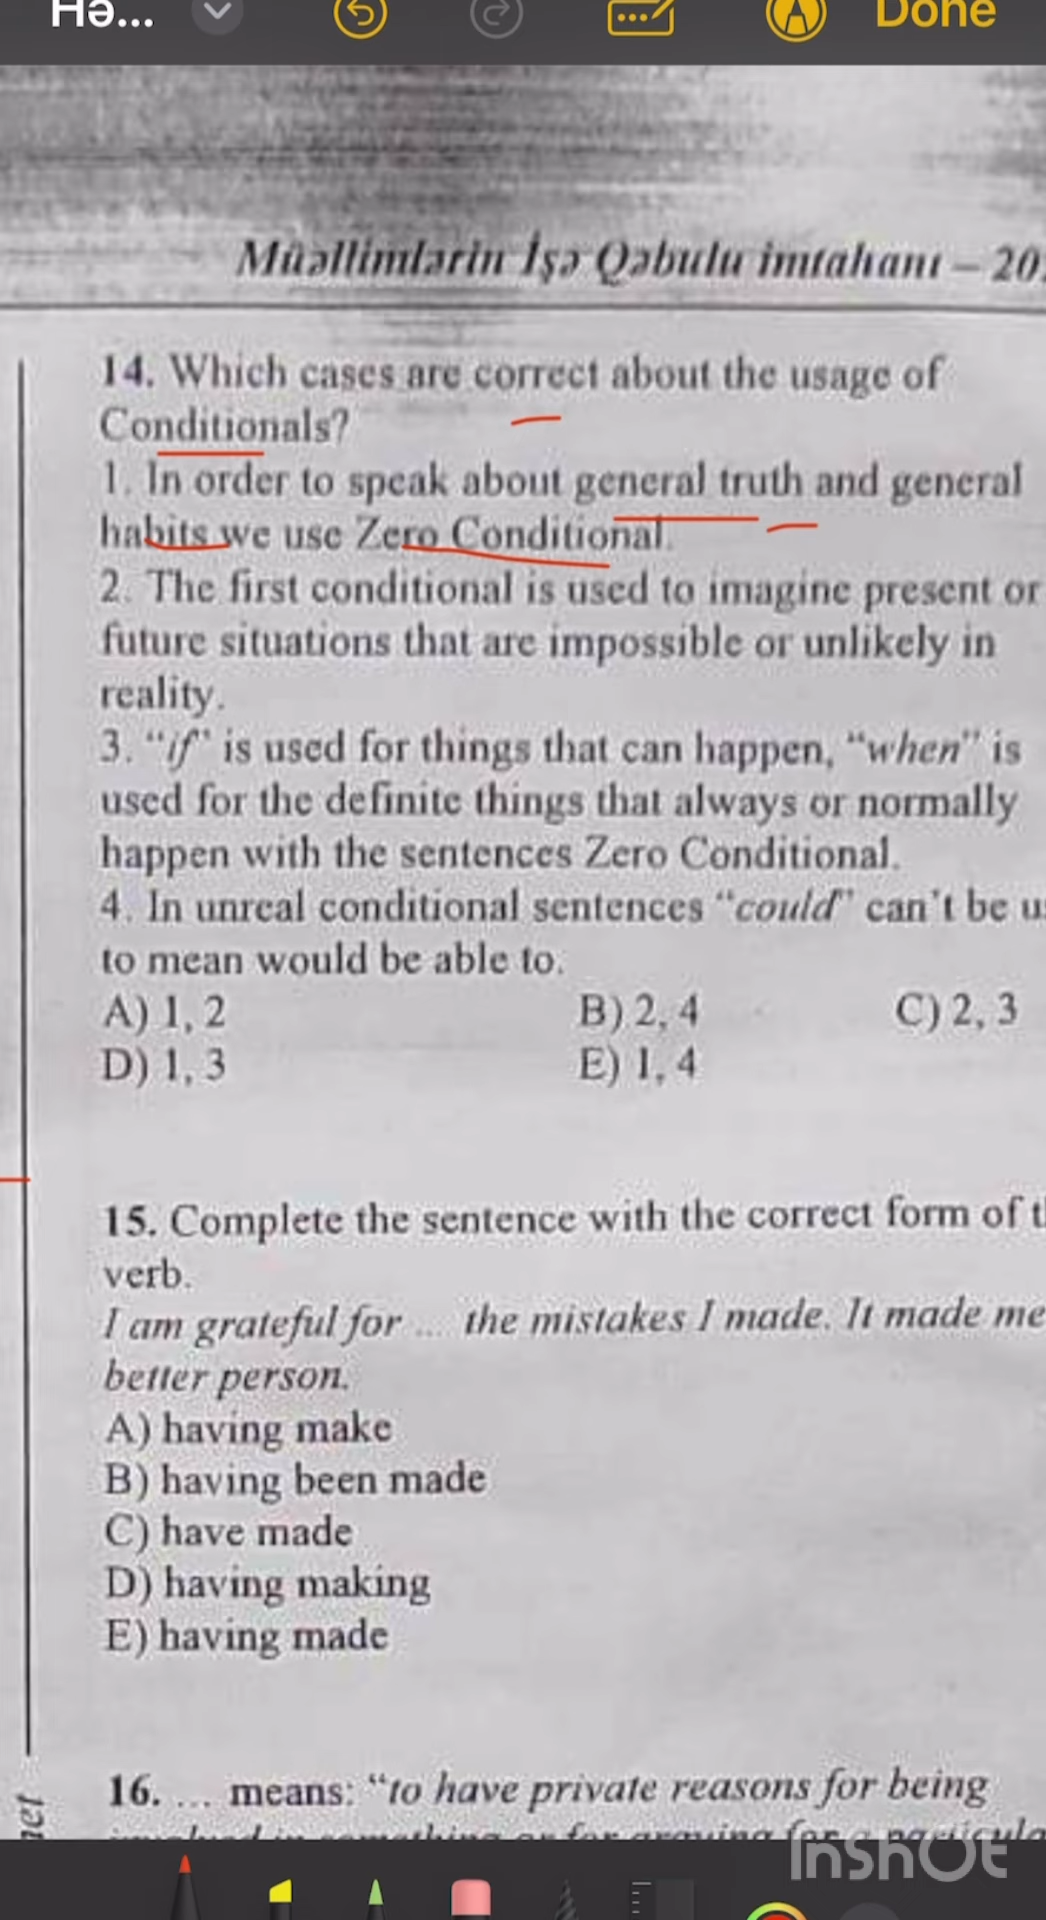 Hə...
Done
Müəllimlərin İşə Qəbulu imtahanı – 20
14. Which cases are correct about the usage of
Conditionals?
1. In order to speak about general truth and general
habits we use Zero Conditional.
2. The first conditional is used to imagine present or
future situations that are impossible or unlikely in
reality.
3. “if” is used for things that can happen, “when” is
used for the definite things that always or normally
happen with the sentences Zero Conditional.
4. In unreal conditional sentences “could” can't be
to mean would be able to.
A) 1, 2 B) 2, 4 C) 2, 3
D) 1, 3 E) 1, 4
15. Complete the sentence with the correct form of
verb.
I am grateful for ... the mistakes I made. It made me
better person.
A) having make
B) having been made
C) have made
D) having making
E) having made
16. ... means: “to have private reasons for being
InShOt